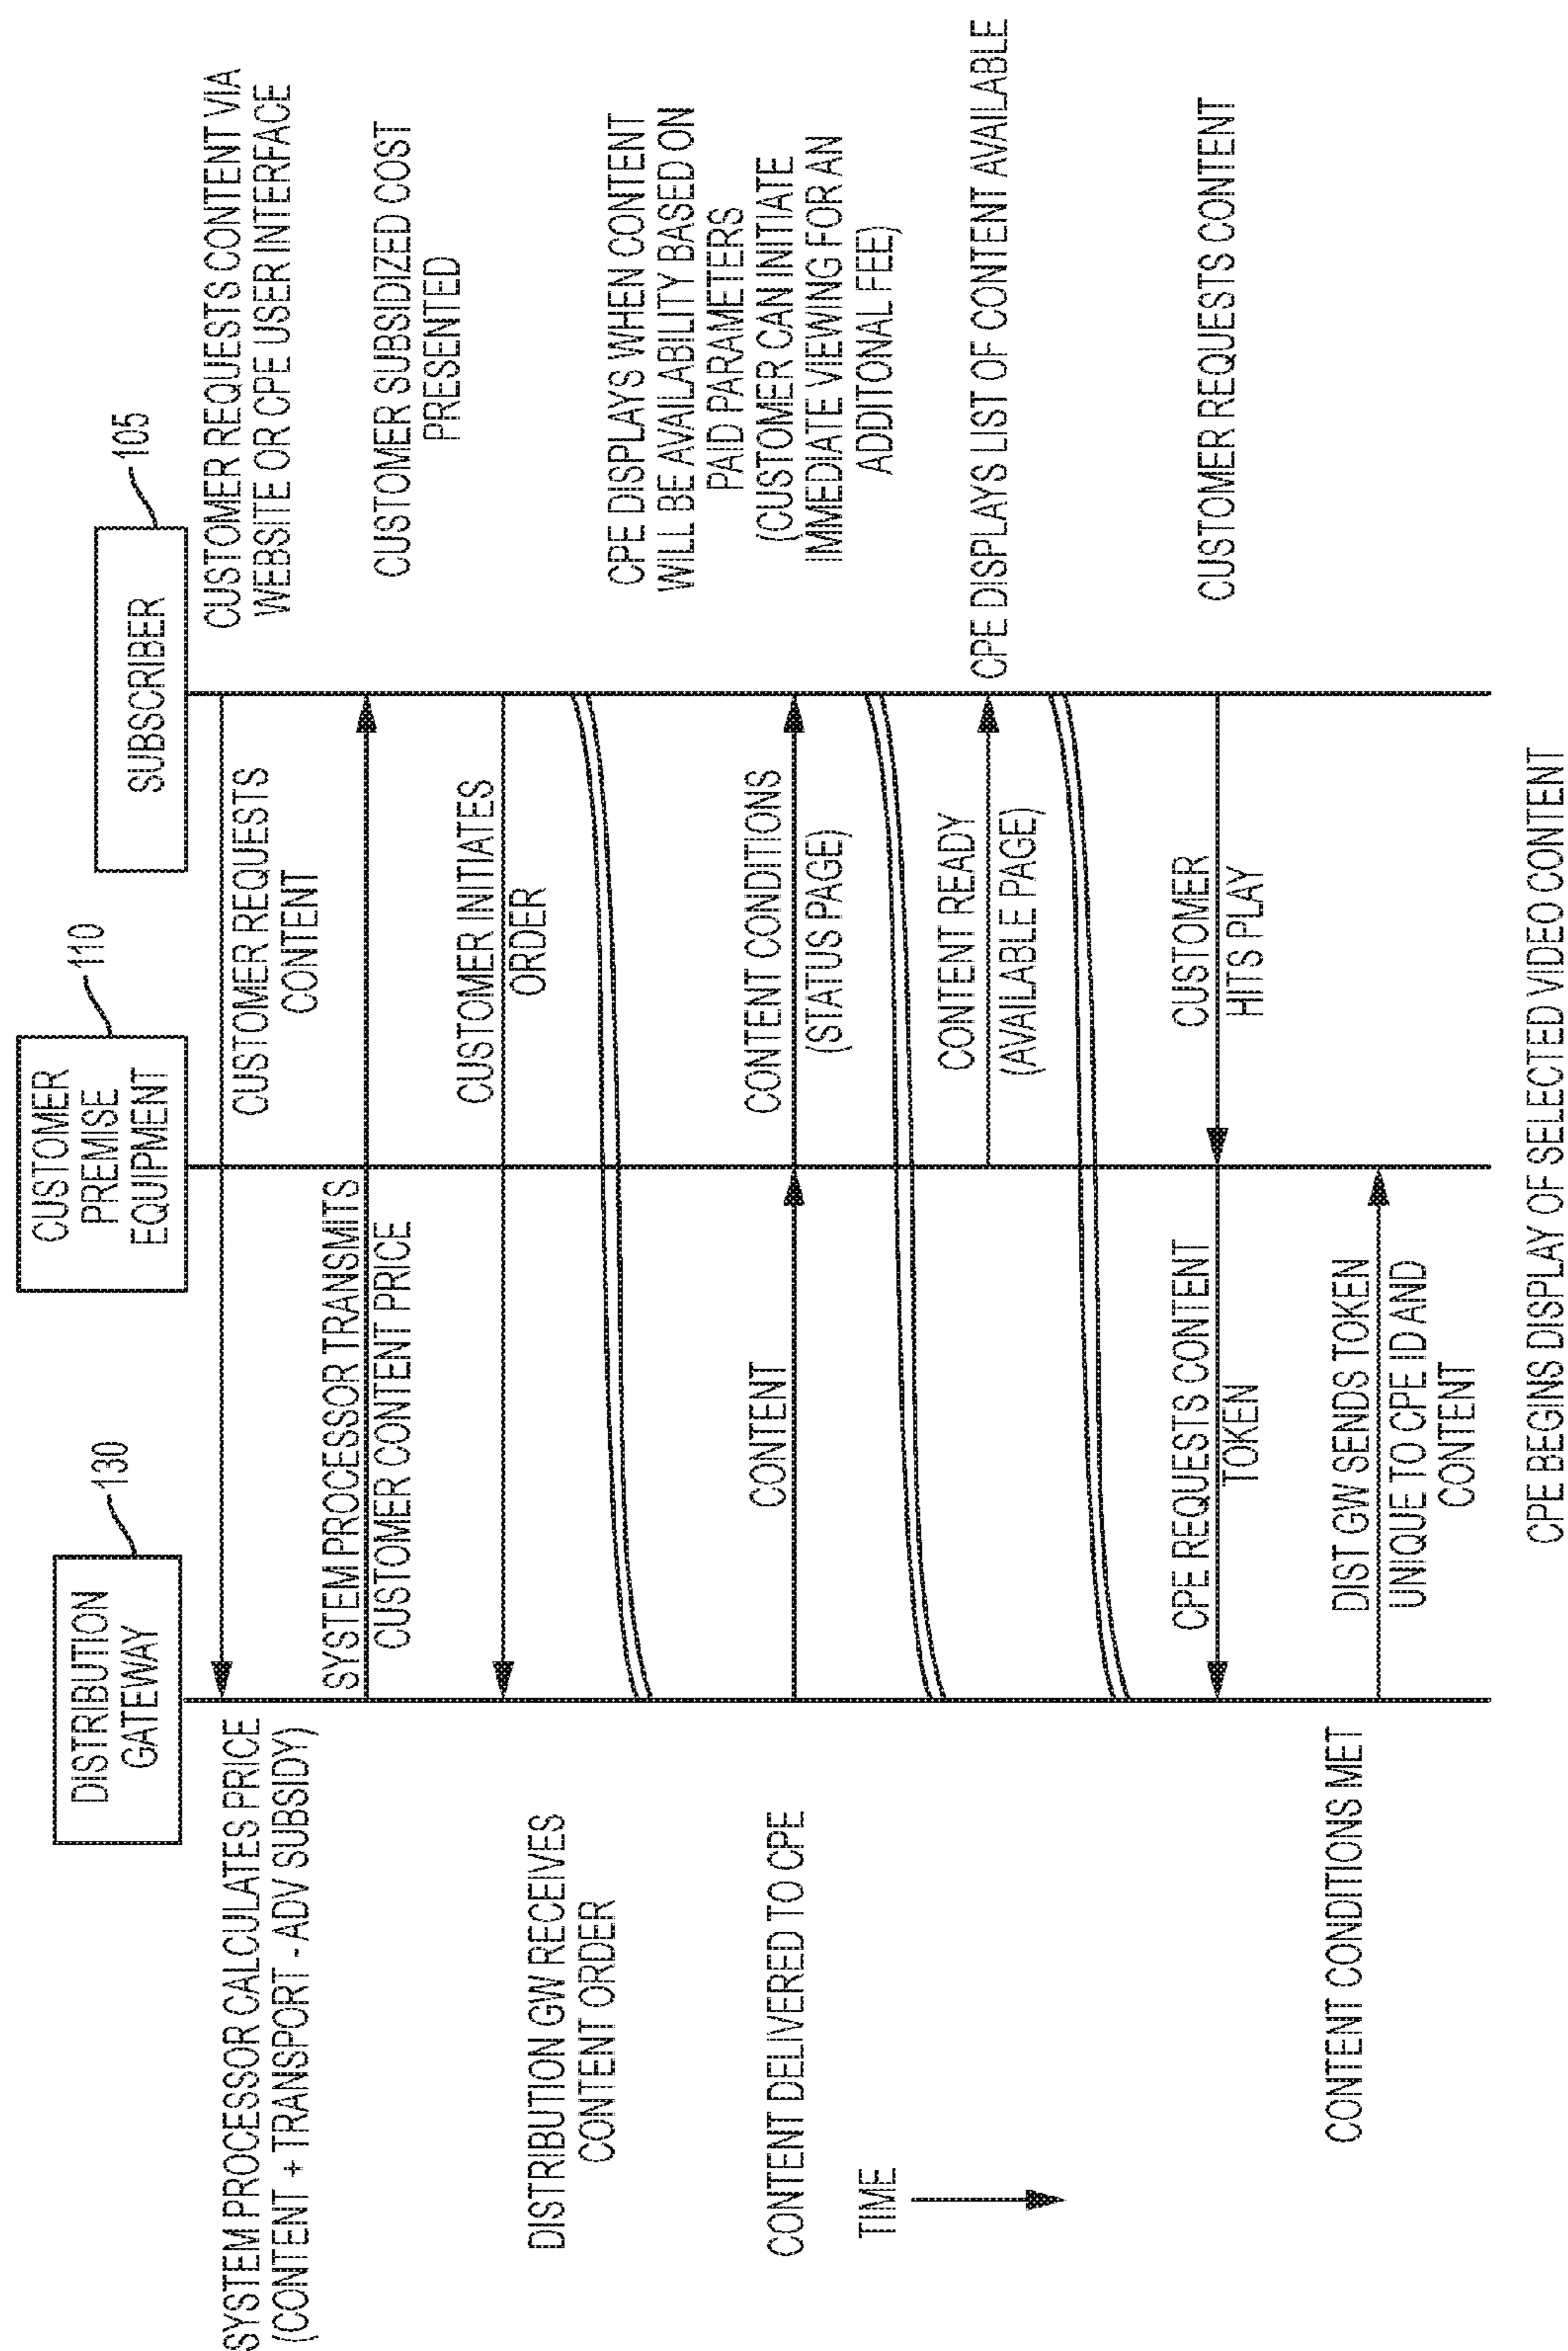 DISTRIBUTION
GATEWAY
130
CUSTOMER
PREMISE
EQUIPMENT
110
SUBSCRIBER
105
SYSTEM PROCESSOR CALCULATES PRICE
(CONTENT + TRANSPORT - ADV SUBSIDY)
CUSTOMER REQUESTS
CONTENT
CUSTOMER REQUESTS CONTENT VIA
WEBSITE OR CPE USER INTERFACE
SYSTEM PROCESSOR TRANSMITS
CUSTOMER CONTENT PRICE
CUSTOMER SUBSIDIZED COST
PRESENTED
CUSTOMER INITIATES
ORDER
DISTRIBUTION GW RECEIVES
CONTENT ORDER
CPE DISPLAYS WHEN CONTENT
WILL BE AVAILABILITY BASED ON
PAID PARAMETERS
(CUSTOMER CAN INITIATE
IMMEDIATE VIEWING FOR AN
ADDITONAL FEE)
CONTENT DELIVERED TO CPE
CONTENT
CONTENT CONDITIONS
(STATUS PAGE)
TIME
CONTENT READY
(AVAILABLE PAGE)
CPE DISPLAYS LIST OF CONTENT AVAILABLE
CPE REQUESTS CONTENT
TOKEN
CUSTOMER
HITS PLAY
CUSTOMER REQUESTS CONTENT
CONTENT CONDITIONS MET
DIST GW SENDS TOKEN
UNIQUE TO CPE ID AND
CONTENT
CPE BEGINS DISPLAY OF SELECTED VIDEO CONTENT